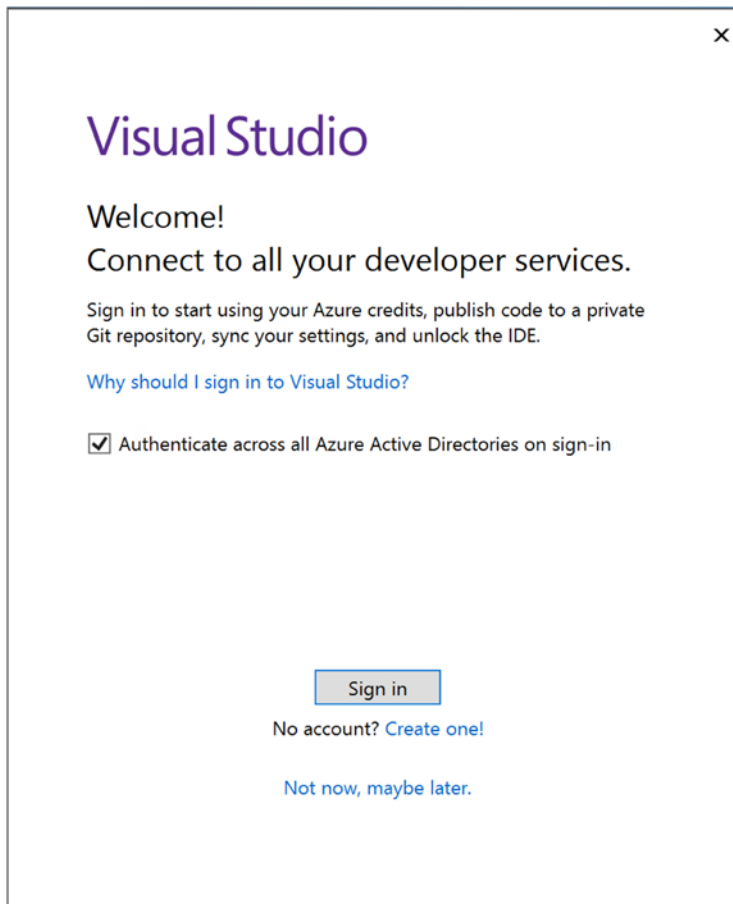 Visual Studio
Welcome!
Connect to all your developer services.
Sign in to start using your Azure credits, publish code to a private
Git repository, sync your settings, and unlock the IDE.
Why should I sign in to Visual Studio?
Authenticate across all Azure Active Directories on sign-in
Sign in
No account? Create one!
Not now, maybe later.